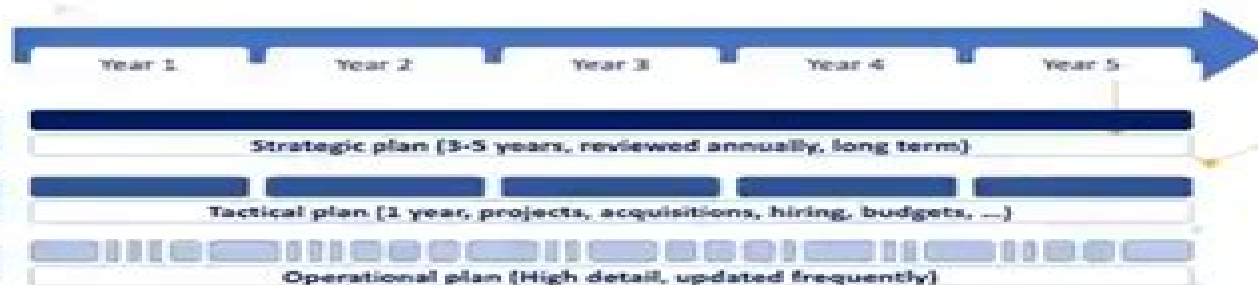 Year 1 Year 2 Year 3 Year 4 Year 5
Strategic plan (3-5 years, reviewed annually, long term)
Tactical plan (1 year, projects, acquisitions, hiring, budgets, ...)
Operational plan (High detail, updated frequently)